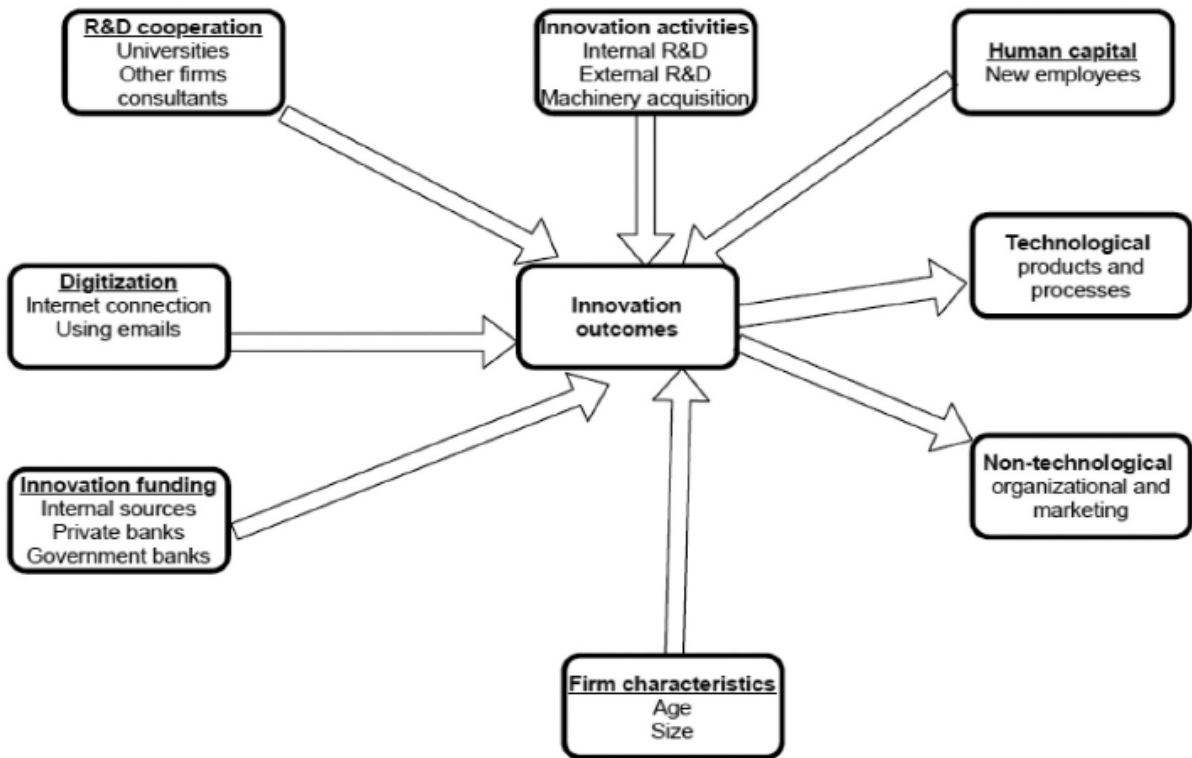 R&D cooperation
Universities
Other firms
consultants
Innovation activities
Internal R&D
External R&D
Machinery acquisition
Human capital
New employees
Digitization
Internet connection
Using emails
Innovation
outcomes
Technological
products and
processes
Innovation funding
Internal sources
Private banks
Government banks
Non-technological
organizational and
marketing
Firm characteristics
Age
Size